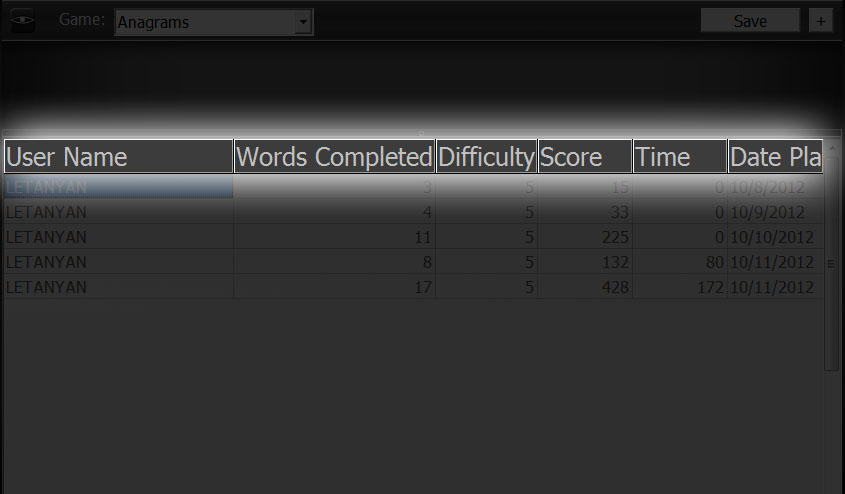 Game: Anagrams Save +
User Name Words Completed Difficulty Score Time Date Pla
LETANYAN 3 5 15 0 10/8/2012
LETANYAN 4 5 33 0 10/9/2012
LETANYAN 11 5 225 0 10/10/2012
LETANYAN 8 5 132 80 10/11/2012
LETANYAN 17 5 428 172 10/11/2012